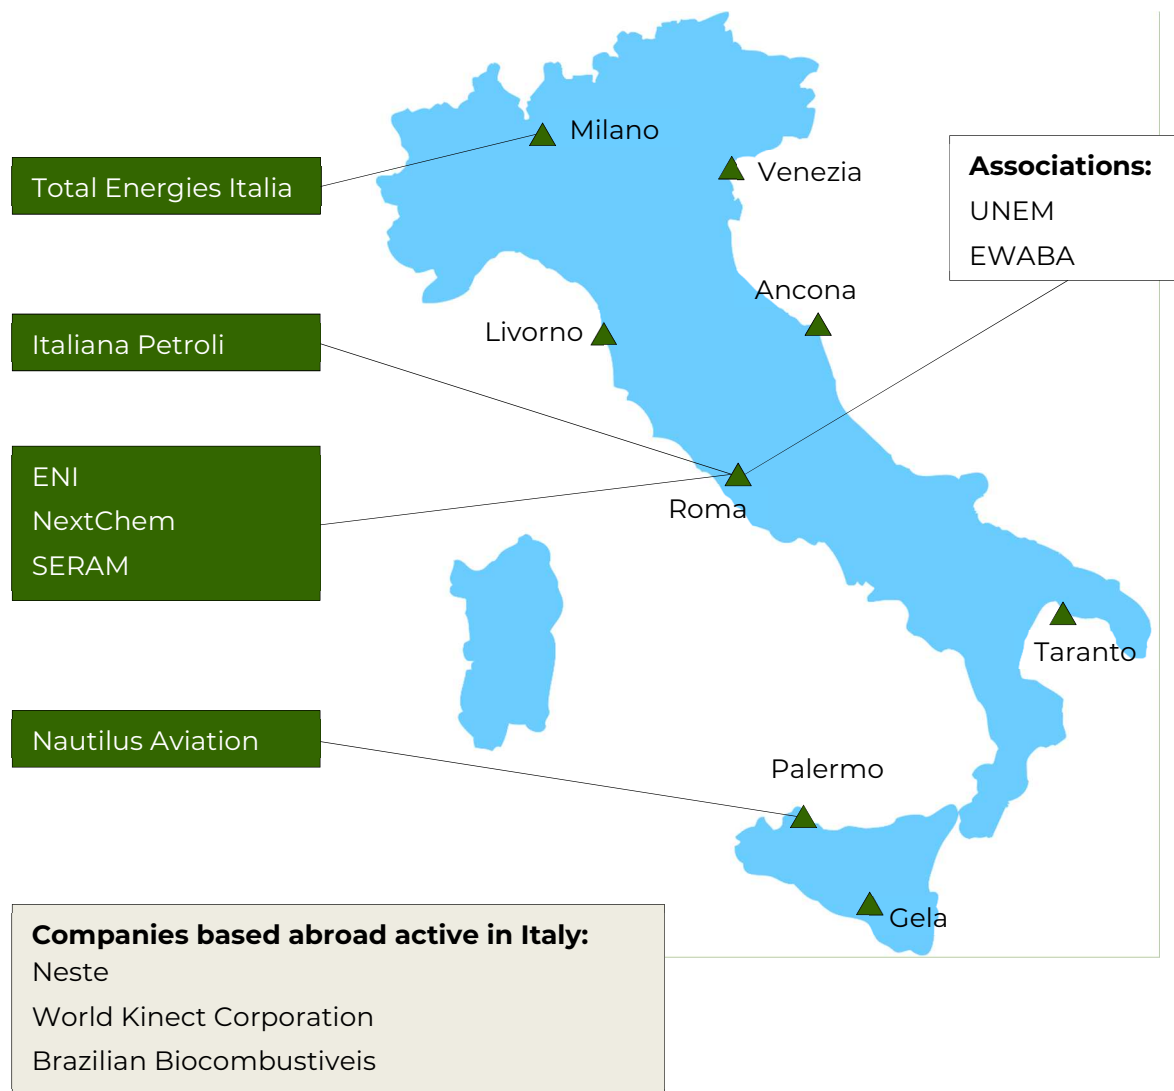 Milano
Total Energies Italia
Venezia
Associations:
UNEM
EWABA
Ancona
Livorno
Italiana Petroli
ENI
NextChem
SERAM
Roma
Taranto
Nautilus Aviation
Palermo
Gela
Companies based abroad active in Italy:
Neste
World Kinect Corporation
Brazilian Biocombustiveis